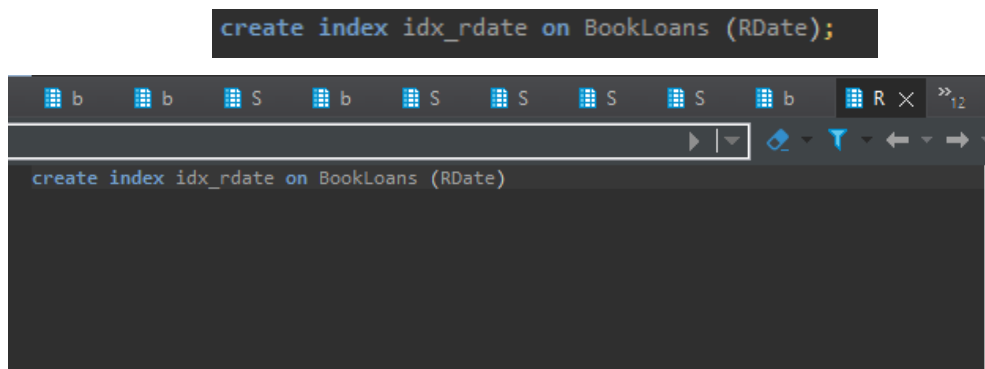 create index idx_rdate on BookLoans (RDate);
b b S b S S S S b R »12
create index idx_rdate on BookLoans (RDate)